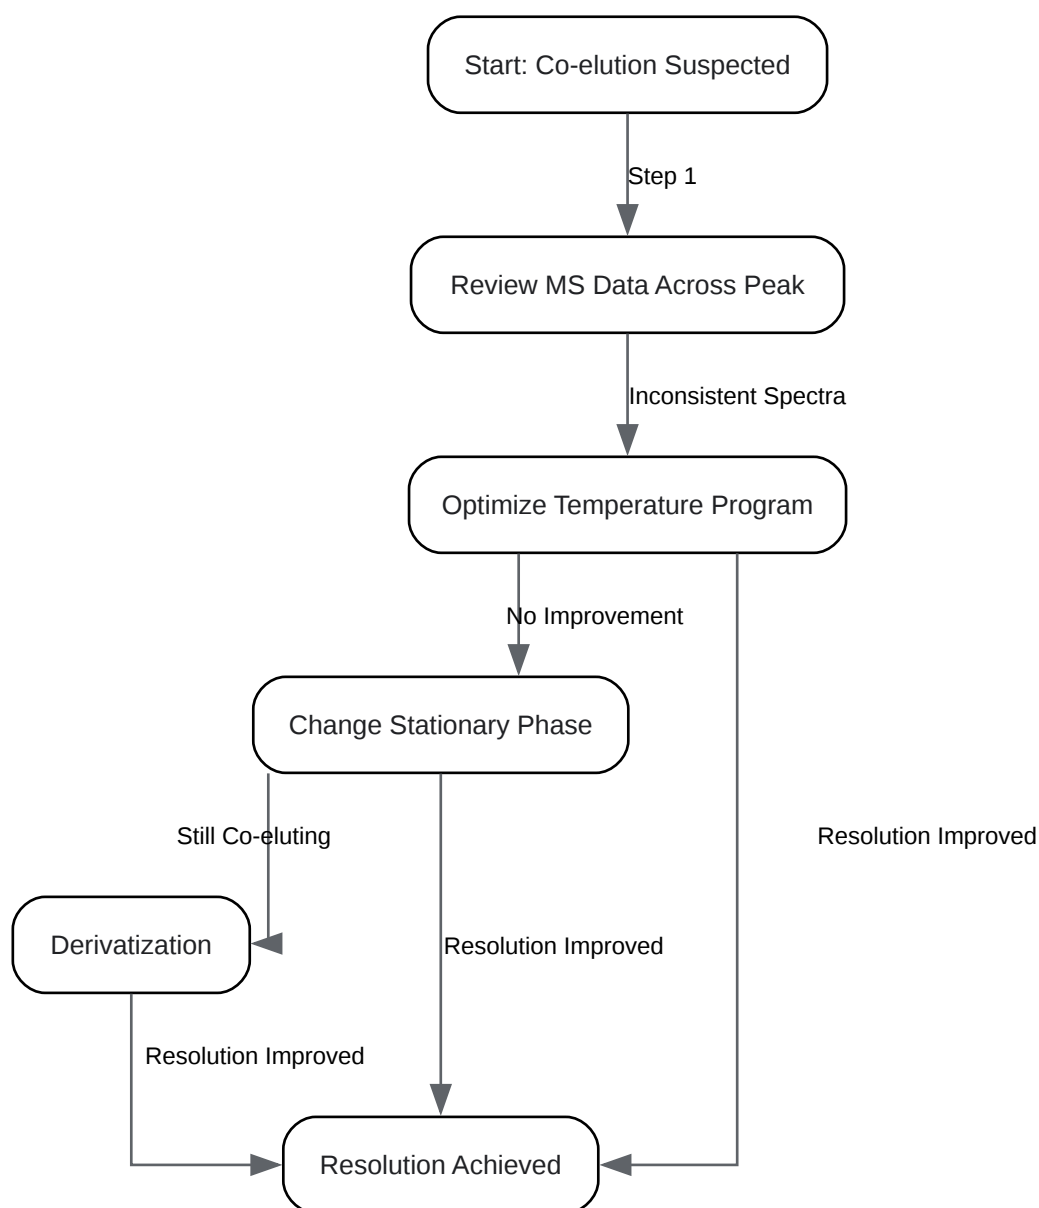 Start: Co-elution Suspected
Step 1
Review MS Data Across Peak
Inconsistent Spectra
Optimize Temperature Program
No Improvement
Change Stationary Phase
Still Co-eluting
Resolution Improved
Derivatization
Resolution Improved
Resolution Improved
Resolution Achieved